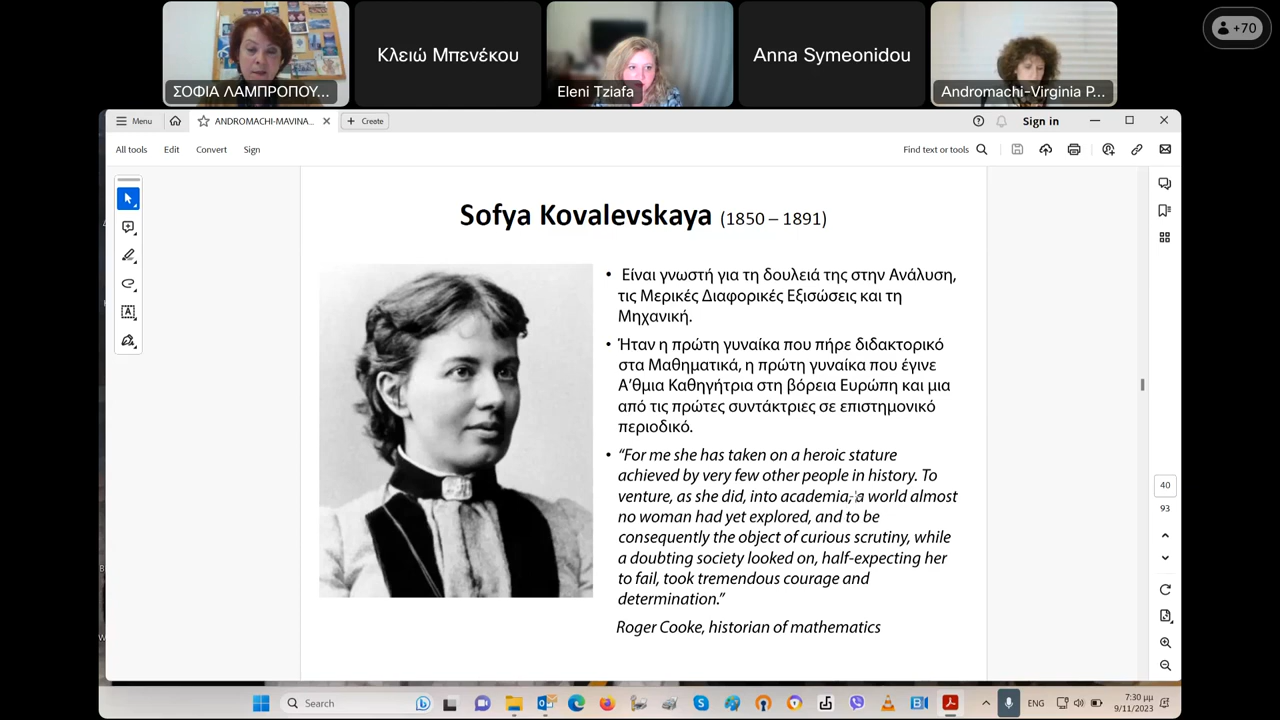 +70
ΣΟΦΙΑ ΛΑΜΠΡΟΠΟΥ...
Κλειώ Μπενέκου
Eleni Tziafa
Anna Symeonidou
Andromachi-Virginia P...
Menu
ANDROMACHI-MAVINA...
Create
Sign in
All tools
Edit
Convert
Sign
Find text or tools
Sofya Kovalevskaya (1850 – 1891)
• Είναι γνωστή για τη δουλειά της στην Ανάλυση,
τις Μερικές Διαφορικές Εξισώσεις και τη
Μηχανική.
• Ήταν η πρώτη γυναίκα που πήρε διδακτορικό
στα Μαθηματικά, η πρώτη γυναίκα που έγινε
Α’θμια Καθηγήτρια στη βόρεια Ευρώπη και μια
από τις πρώτες συντάκτριες σε επιστημονικό
περιοδικό.
• “For me she has taken on a heroic stature
achieved by very few other people in history. To
venture, as she did, into academia, a world almost
no woman had yet explored, and to be
consequently the object of curious scrutiny, while
a doubting society looked on, half-expecting her
to fail, took tremendous courage and
determination.”
Roger Cooke, historian of mathematics
40
93
Search
ENG
7:30 μμ
9/11/2023